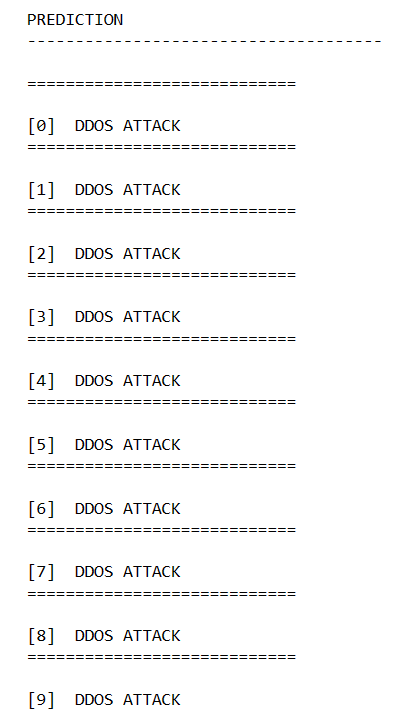 PREDICTION
-------------------------------------
============================
[0]  DDOS ATTACK
============================
[1]  DDOS ATTACK
============================
[2]  DDOS ATTACK
============================
[3]  DDOS ATTACK
============================
[4]  DDOS ATTACK
============================
[5]  DDOS ATTACK
============================
[6]  DDOS ATTACK
============================
[7]  DDOS ATTACK
============================
[8]  DDOS ATTACK
============================
[9]  DDOS ATTACK